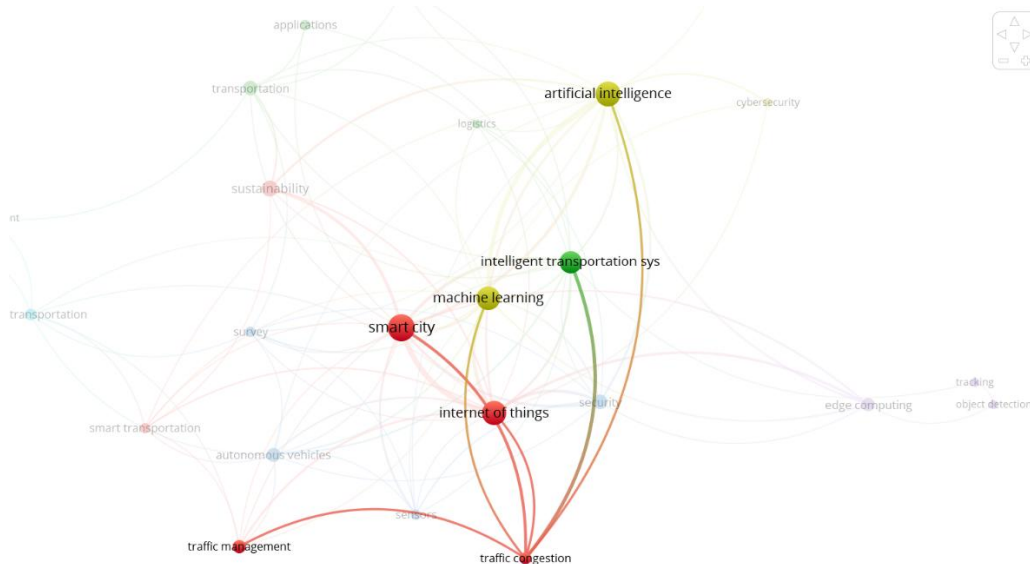 applications
transportation
artificial intelligence
cybersecurity
logistics
sustainability
nt
intelligent transportation sys
machine learning
transportation
smart city
survey
tracking
security
edge computing
object detection
internet of things
smart transportation
autonomous vehicles
sensors
traffic management
traffic congestion